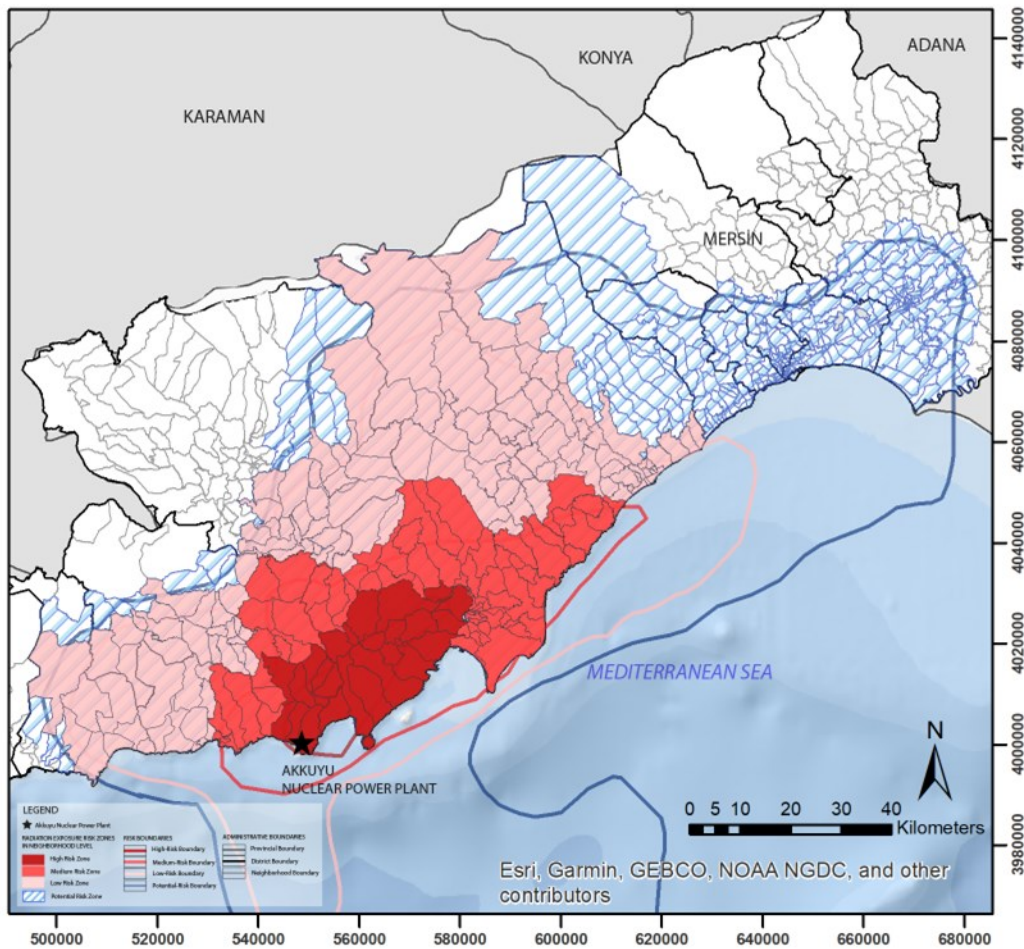 ADANA
KONYA
KARAMAN
MERSİN
MEDITERRANEAN SEA
AKKUYU
NUCLEAR POWER PLANT
N
0 5 10 20 30 40
Kilometers
Esri, Garmin, GEBCO, NOAA NGDC, and other
contributors
LEGEND
Akkuyu Nuclear Power Plant
RADIATION EXPOSURE RISK ZONES
IN NEIGHBORHOOD LEVEL
High Risk Zone
Medium Risk Zone
Low Risk Zone
Potential Risk Zone
RISK BOUNDARIES
High-Risk Boundary
Medium-Risk Boundary
Low-Risk Boundary
Potential-Risk Boundary
ADMINISTRATIVE BOUNDARIES
Provincial Boundary
District Boundary
Neighborhood Boundary
4140000
4120000
4100000
4080000
4060000
4040000
4020000
4000000
3980000
500000 520000 540000 560000 580000 600000 620000 640000 660000 680000